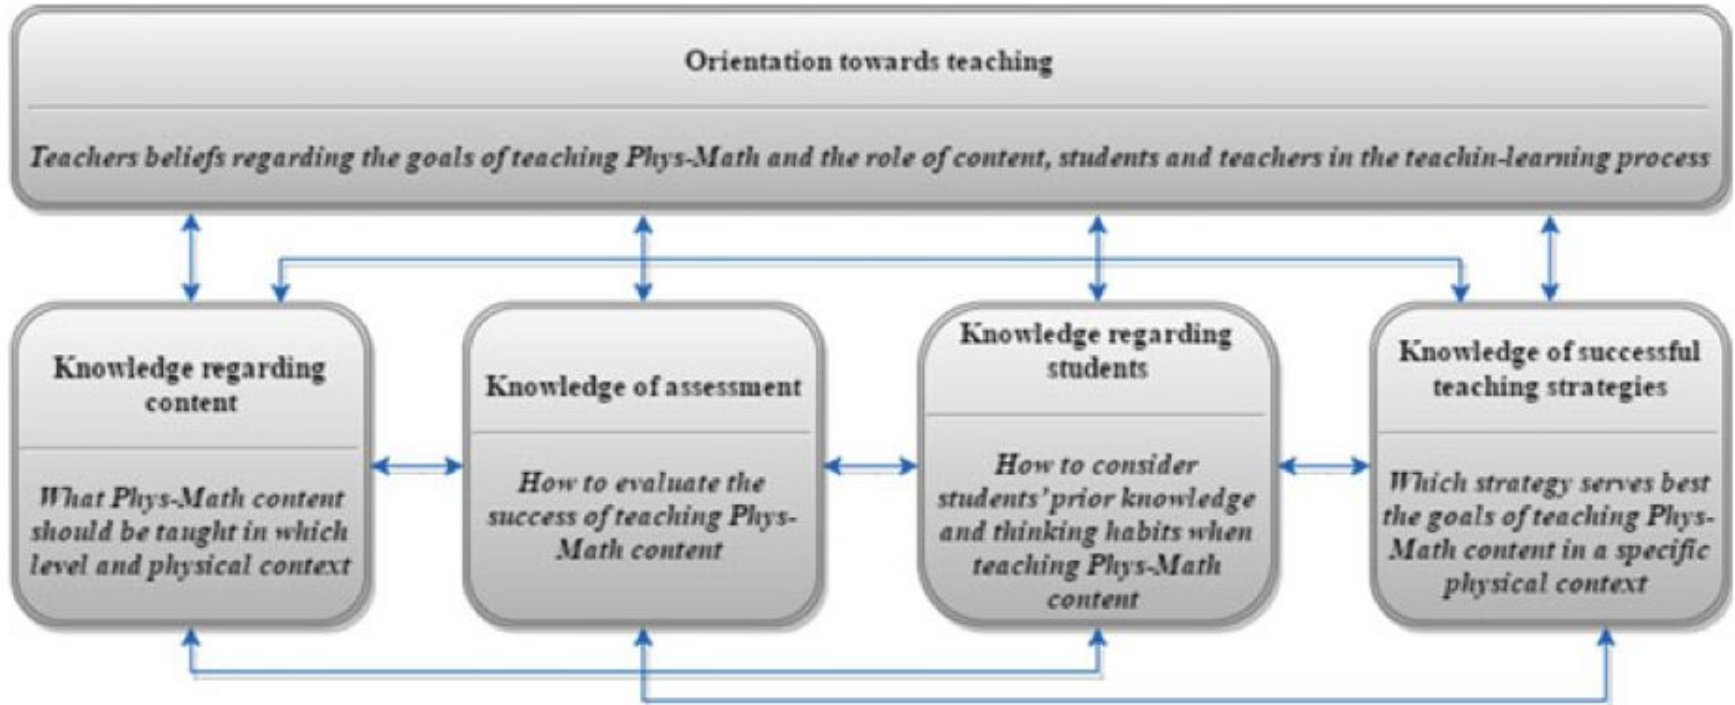 Orientation towards teaching
Teachers beliefs regarding the goals of teaching Phys-Math and the role of content, students and teachers in the teachin-learning process
Knowledge regarding
content
What Phys-Math content
should be taught in which
level and physical context
Knowledge of assessment
How to evaluate the
success of teaching Phys-
Math content
Knowledge regarding
students
How to consider
students' prior knowledge
and thinking habits when
teaching Phys-Math
content
Knowledge of successful
teaching strategies
Which strategy serves best
the goals of teaching Phys-
Math content in a specific
physical context